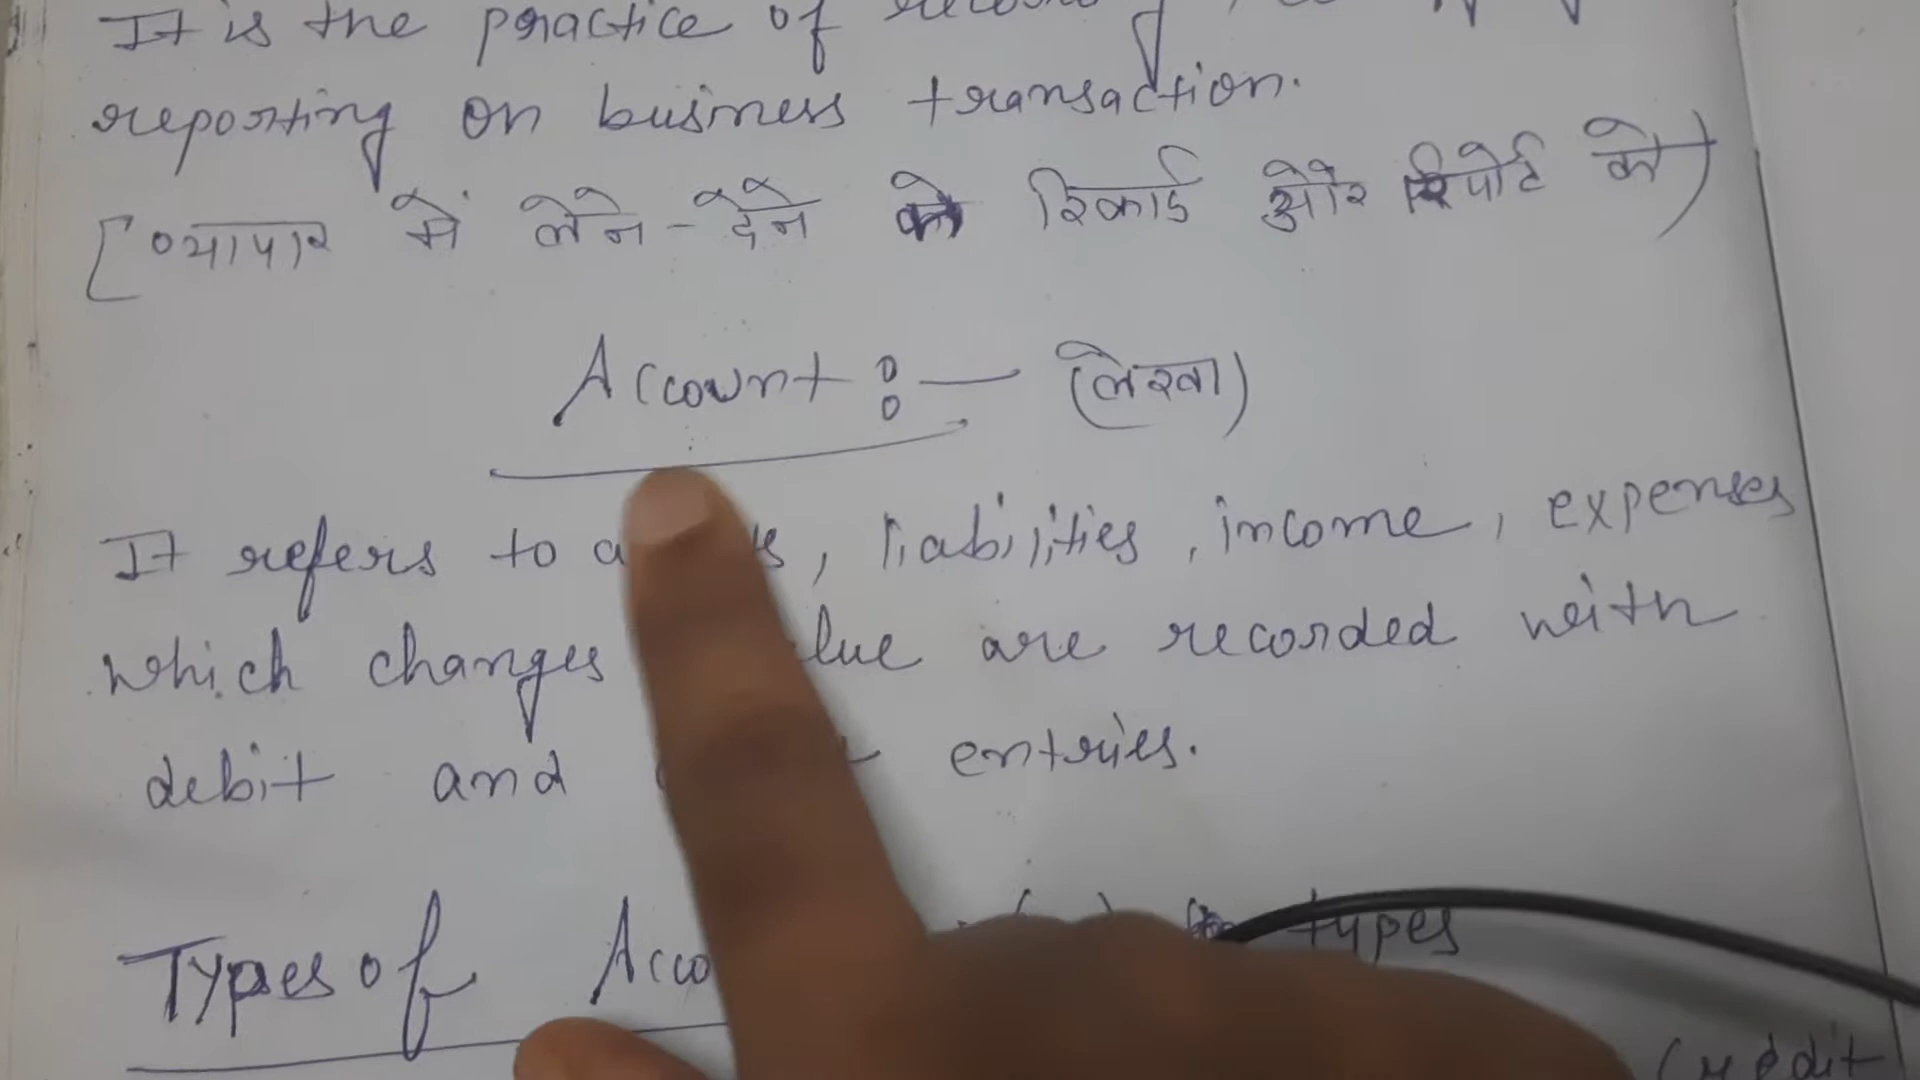 It is the practice of
reporting on business transaction.
[व्यापार में लेने - देने को रिकार्ड और रिपोर्ट को)
Account :— (लेखा)
It refers to , liabilities , income , expenses
which changes are recorded with
debit and entries.
Types of types
Credit